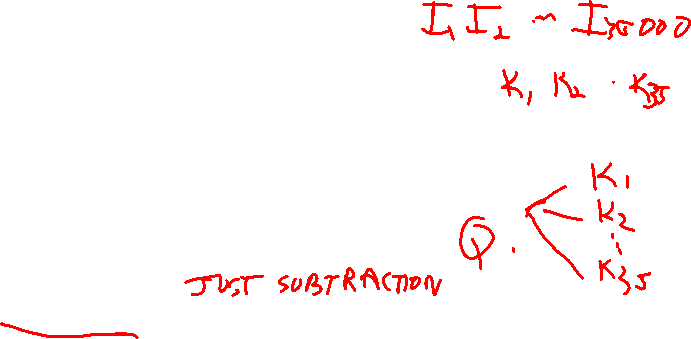 I1 I2 ~ I35000
K1 K2 . K35
K1
Q. K2
K35
JUST SUBTRACTION